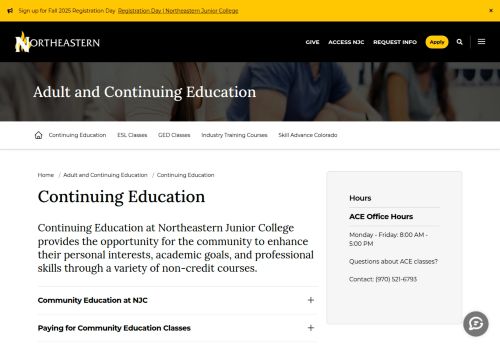 Sign up for Fall 2025 Registration Day Registration Day | Northeastern Junior College ×
NORTHEASTERN GIVE ACCESS NJC REQUEST INFO Apply
Adult and Continuing Education
Continuing Education ESL Classes GED Classes Industry Training Courses Skill Advance Colorado
Home / Adult and Continuing Education / Continuing Education
Continuing Education
Continuing Education at Northeastern Junior College
provides the opportunity for the community to enhance
their personal interests, academic goals, and professional
skills through a variety of non-credit courses.
Community Education at NJC +
Paying for Community Education Classes +
Hours
ACE Office Hours
Monday - Friday: 8:00 AM -
5:00 PM
Questions about ACE classes?
Contact: (970) 521-6793